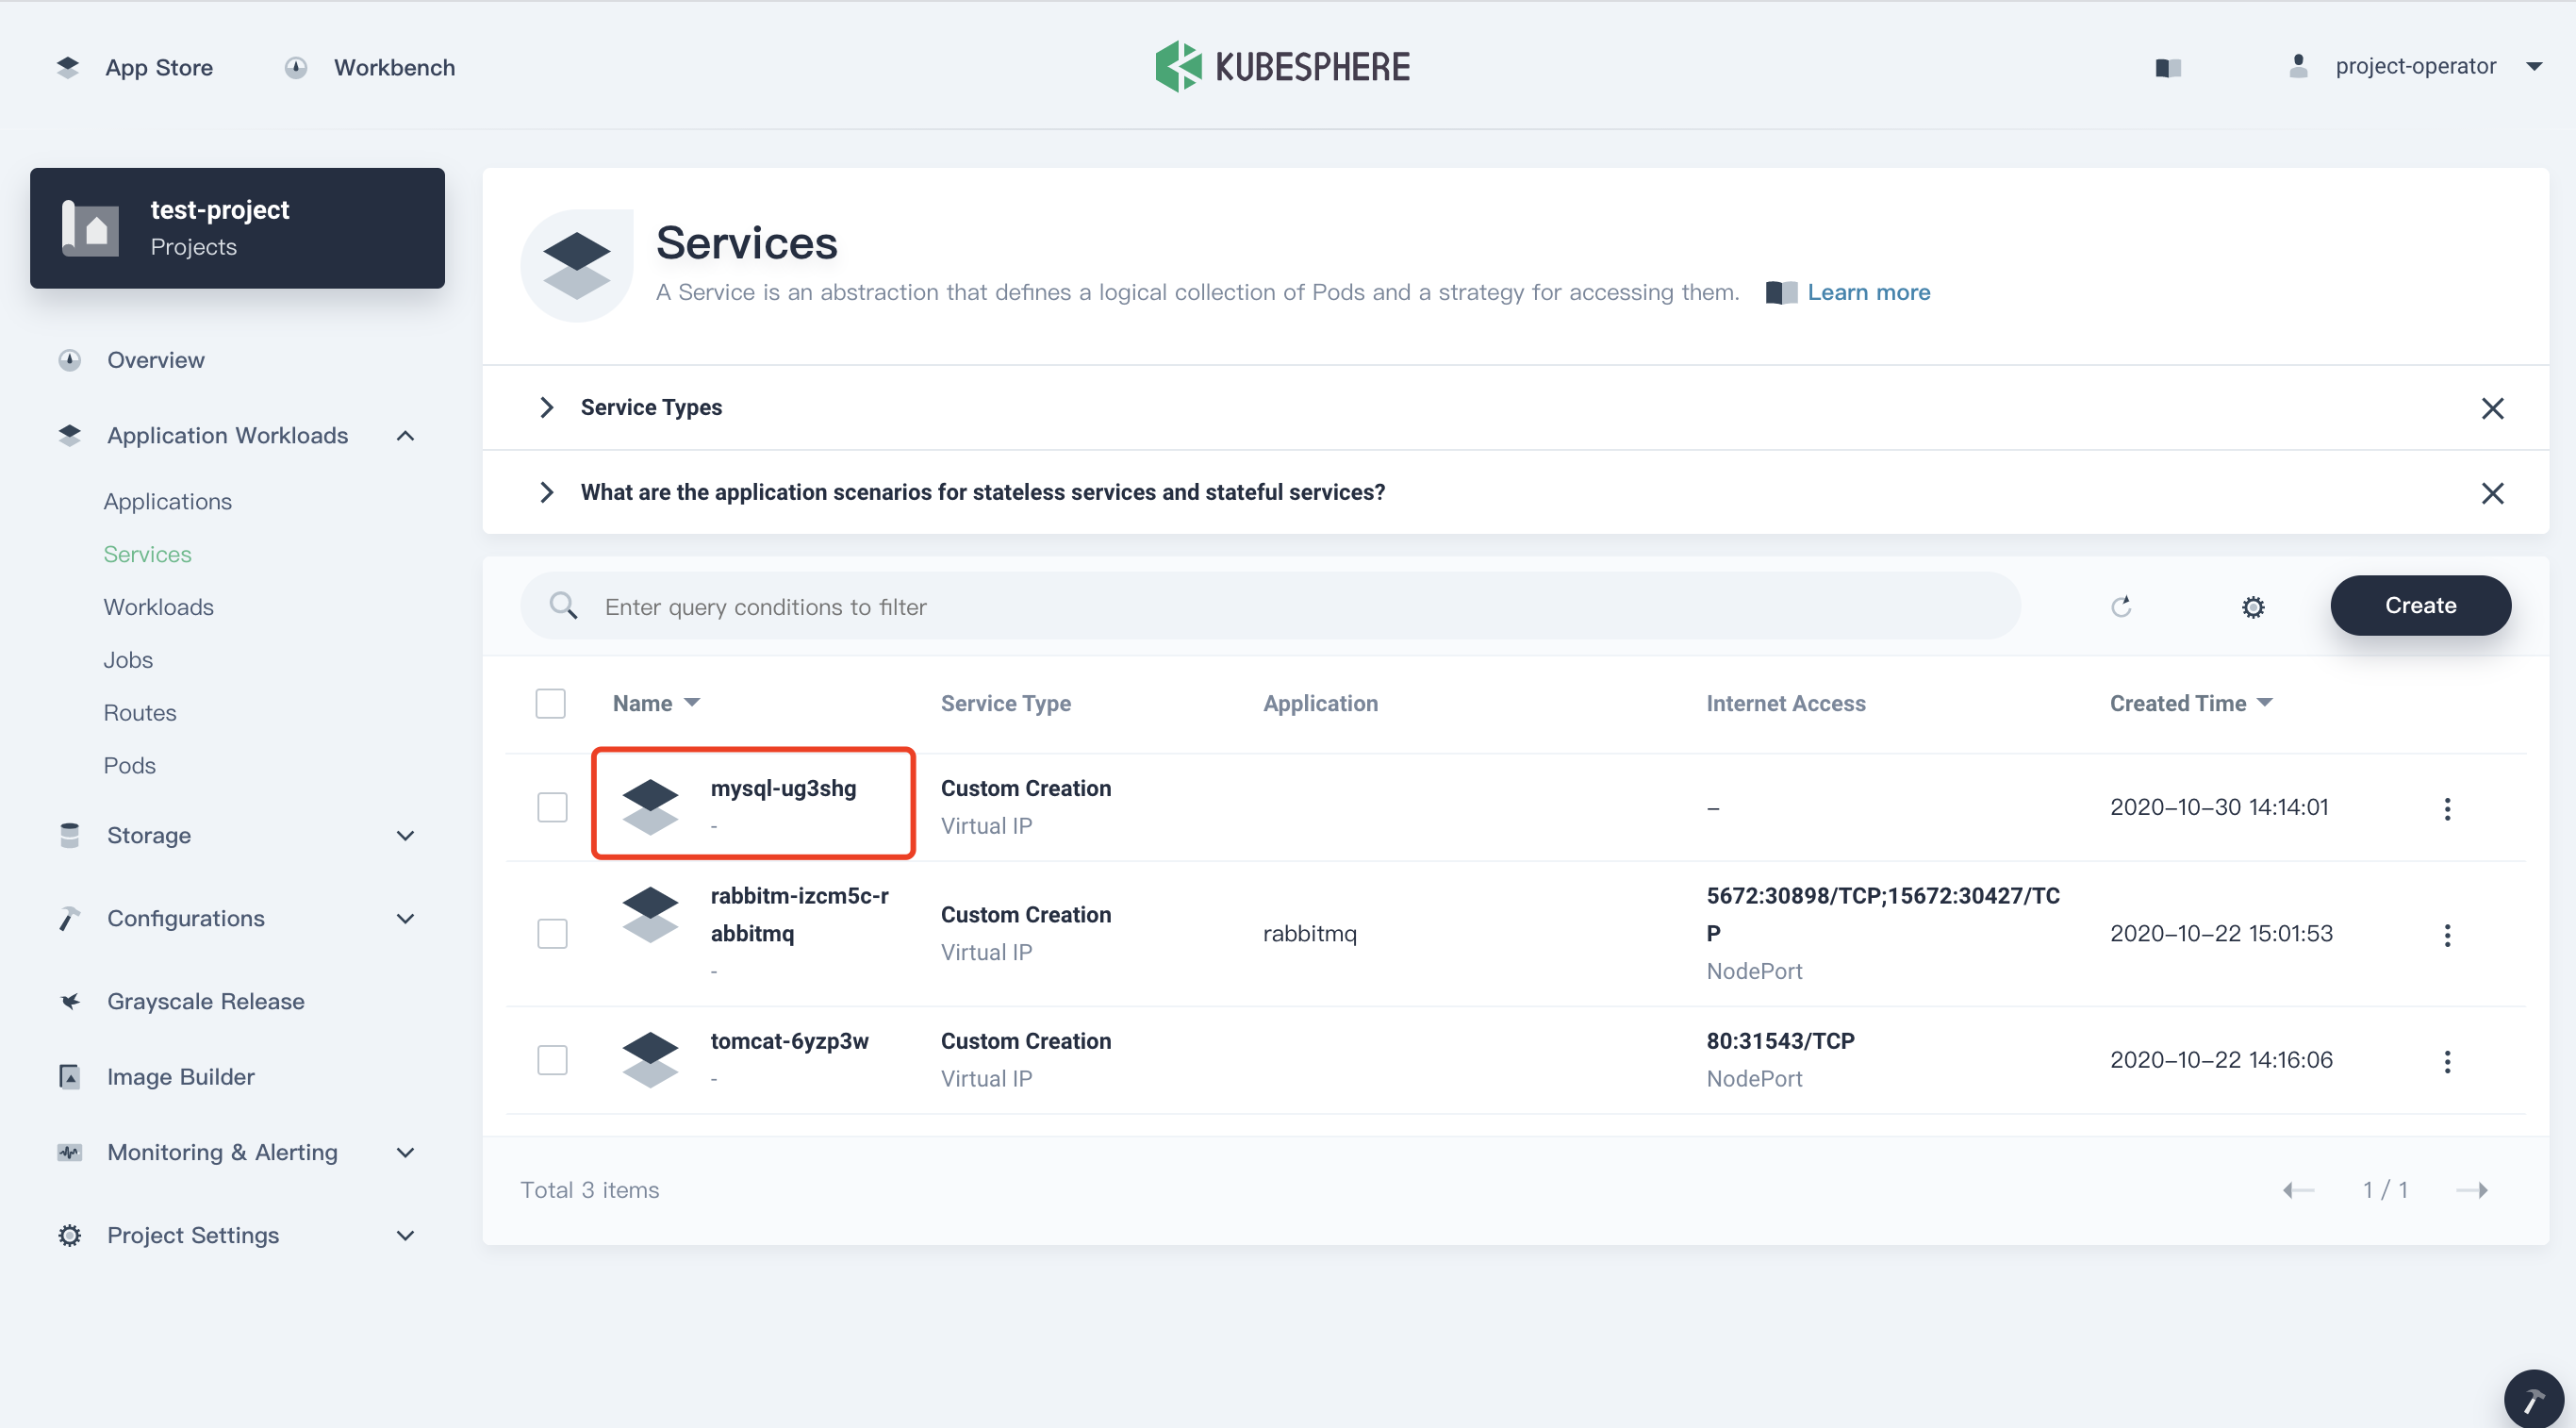 App Store
Workbench
KUBESPHERE
project-operator
test-project
Projects
Overview
Application Workloads
Applications
Services
Workloads
Jobs
Routes
Pods
Storage
Configurations
Grayscale Release
Image Builder
Monitoring & Alerting
Project Settings
Services
A Service is an abstraction that defines a logical collection of Pods and a strategy for accessing them.
Learn more
Service Types
What are the application scenarios for stateless services and stateful services?
Enter query conditions to filter
Create
Name
Service Type
Application
Internet Access
Created Time
mysql-ug3shg
-
Custom Creation
Virtual IP
–
2020–10–30 14:14:01
rabbitm-izcm5c-r
abbitmq
-
Custom Creation
Virtual IP
rabbitmq
5672:30898/TCP;15672:30427/TC
P
NodePort
2020–10–22 15:01:53
tomcat-6yzp3w
-
Custom Creation
Virtual IP
80:31543/TCP
NodePort
2020–10–22 14:16:06
Total 3 items
1 / 1